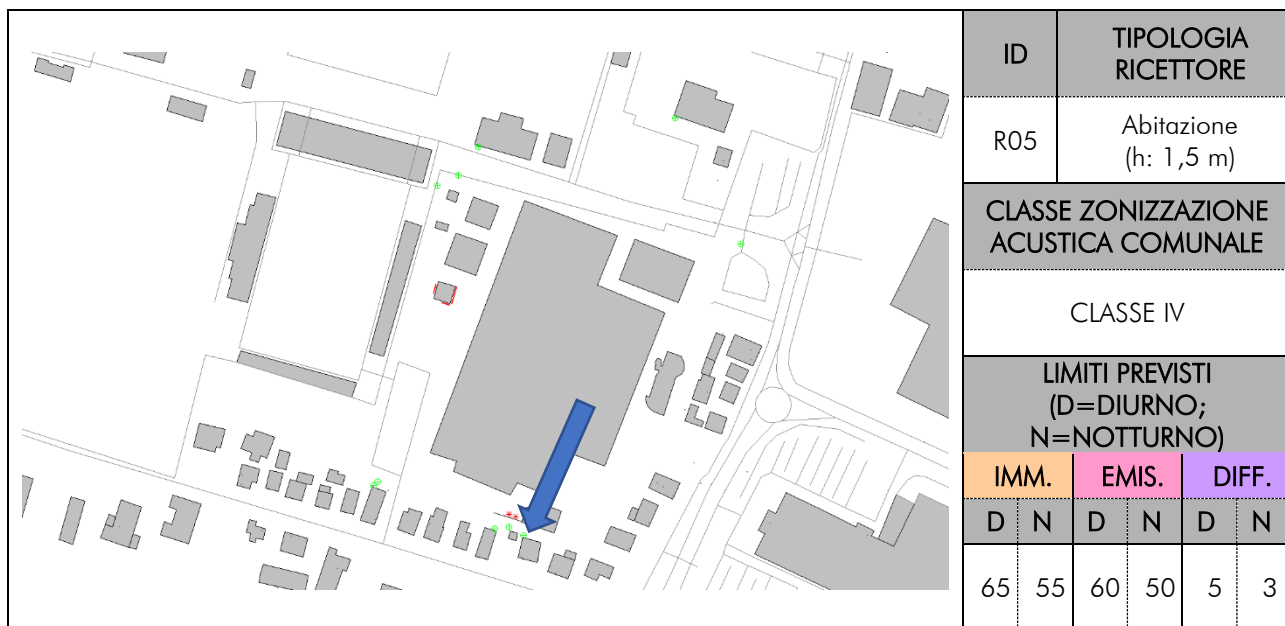 ID
TIPOLOGIA
RICETTORE
R05
Abitazione
(h: 1,5 m)
CLASSE ZONIZZAZIONE
ACUSTICA COMUNALE
CLASSE IV
LIMITI PREVISTI
(D=DIURNO;
N=NOTTURNO)
IMM. EMIS. DIFF.
D N D N D N
65 55 60 50 5 3